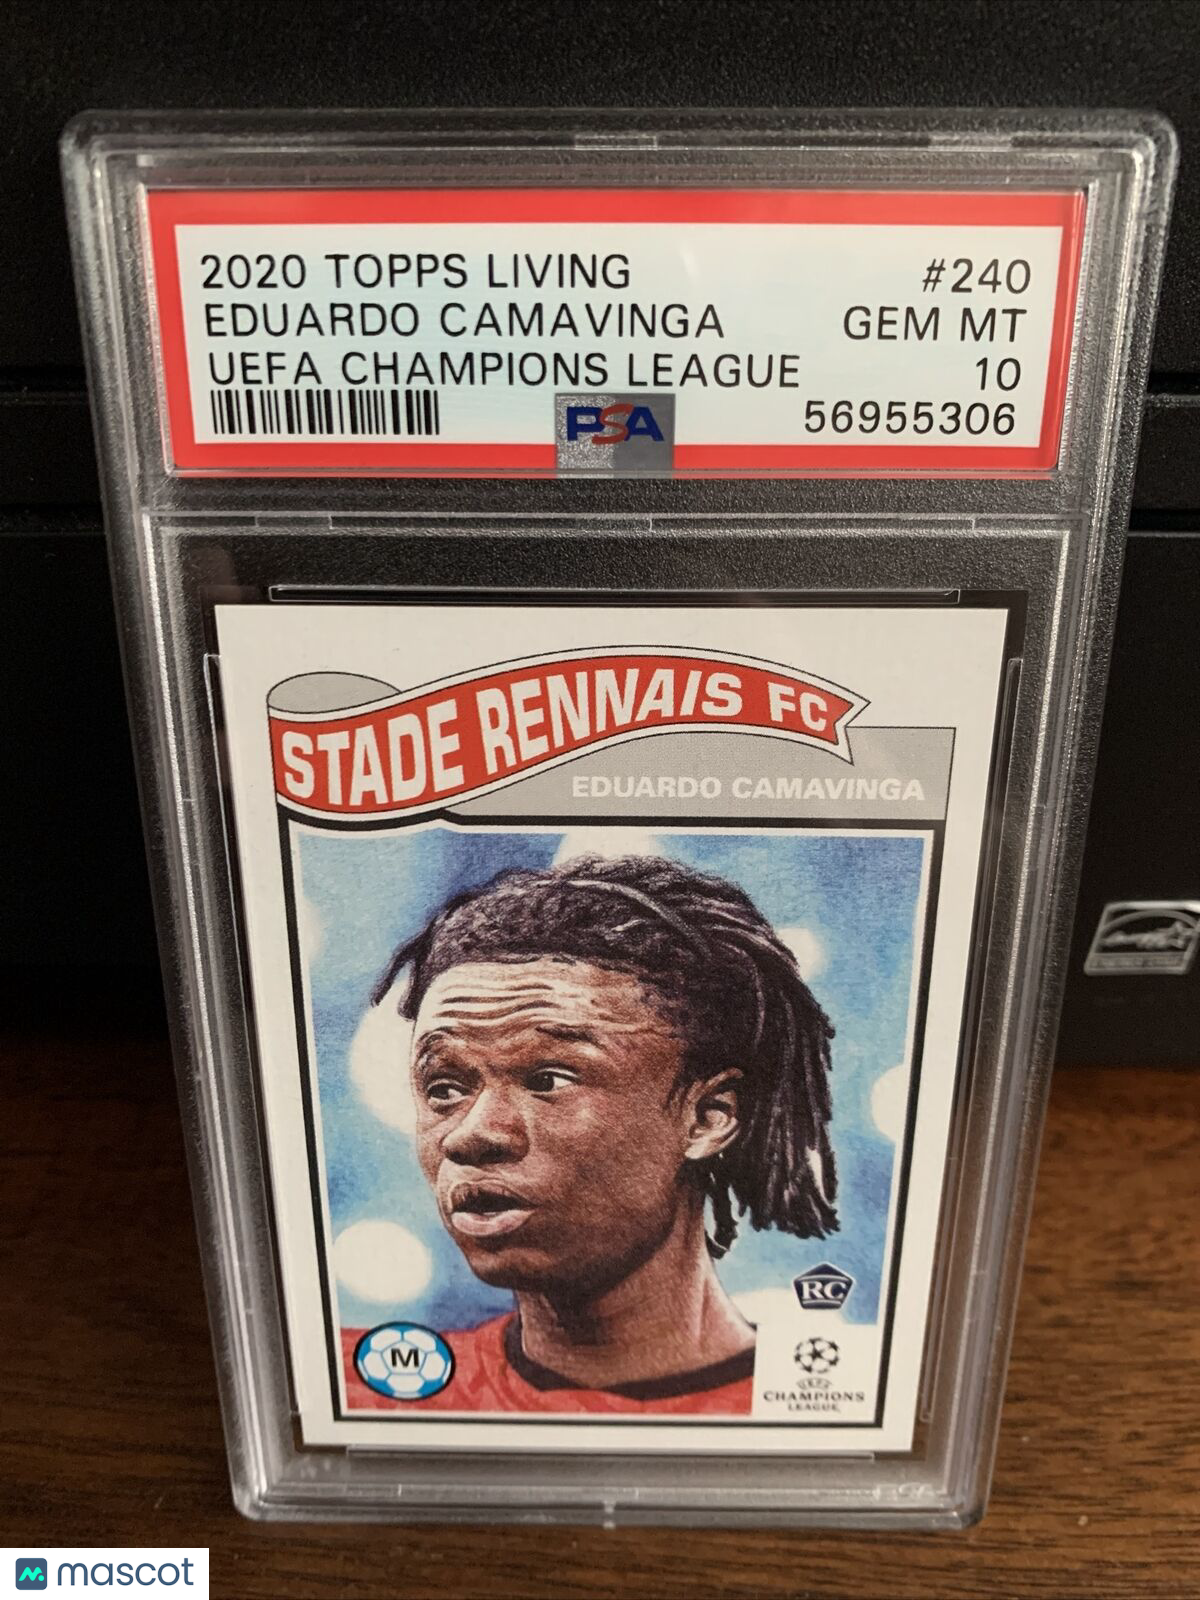 2020 TOPPS LIVING #240
EDUARDO CAMAVINGA GEM MT
UEFA CHAMPIONS LEAGUE 10
PSA 56955306
STADE RENNAIS FC
EDUARDO CAMAVINGA
RC
M
UEFA
CHAMPIONS
LEAGUE
mascot